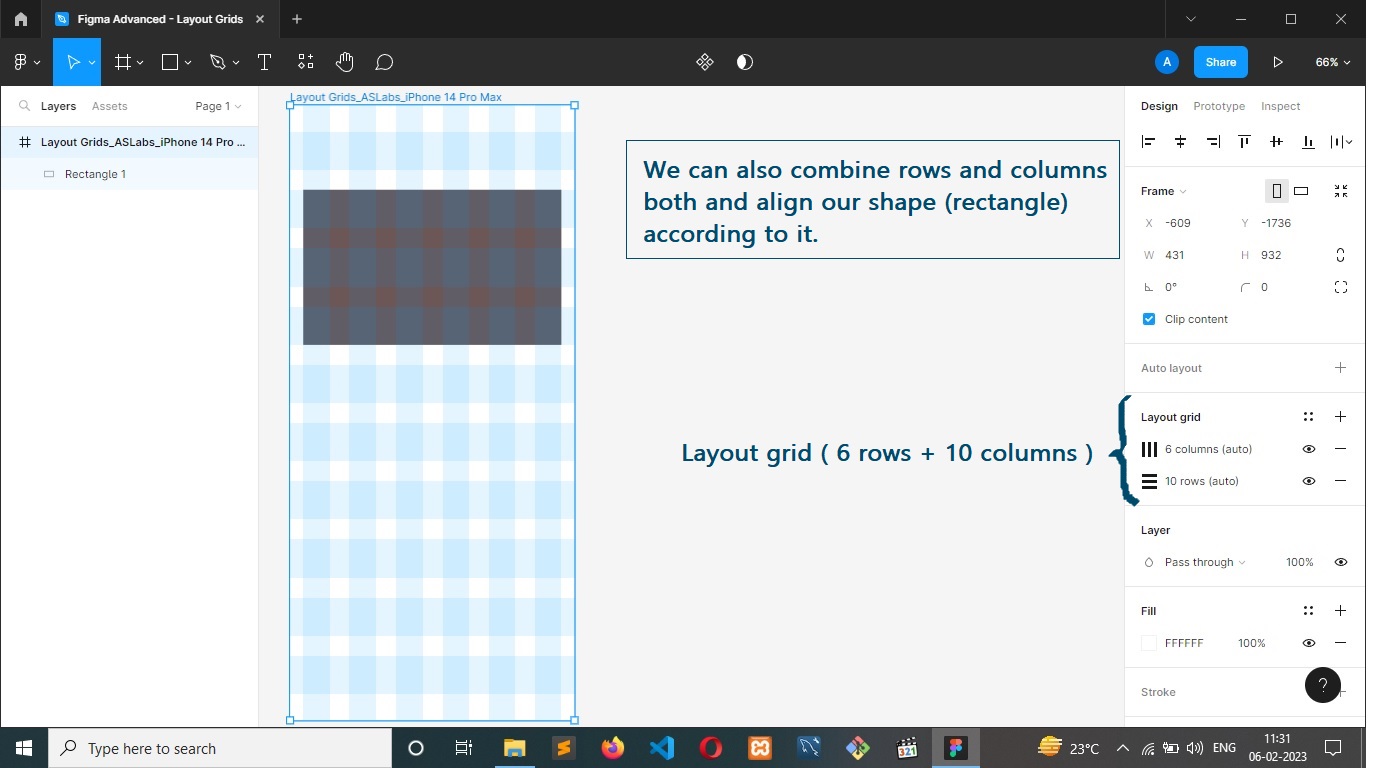 Figma Advanced - Layout Grids
Share
66%
A
Layers
Assets
Page 1
Layout Grids_ASLabs_iPhone 14 Pro ...
Rectangle 1
Layout Grids_ASLabs_iPhone 14 Pro Max
We can also combine rows and columns
both and align our shape (rectangle)
according to it.
Layout grid ( 6 rows + 10 columns )
Design
Prototype
Inspect
Frame
X -609
Y -1736
W 431
H 932
0°
0
Clip content
Auto layout
Layout grid
6 columns (auto)
10 rows (auto)
Layer
Pass through
100%
Fill
FFFFFF
100%
Stroke
?
Type here to search
321
23°C
ENG
11:31
06-02-2023